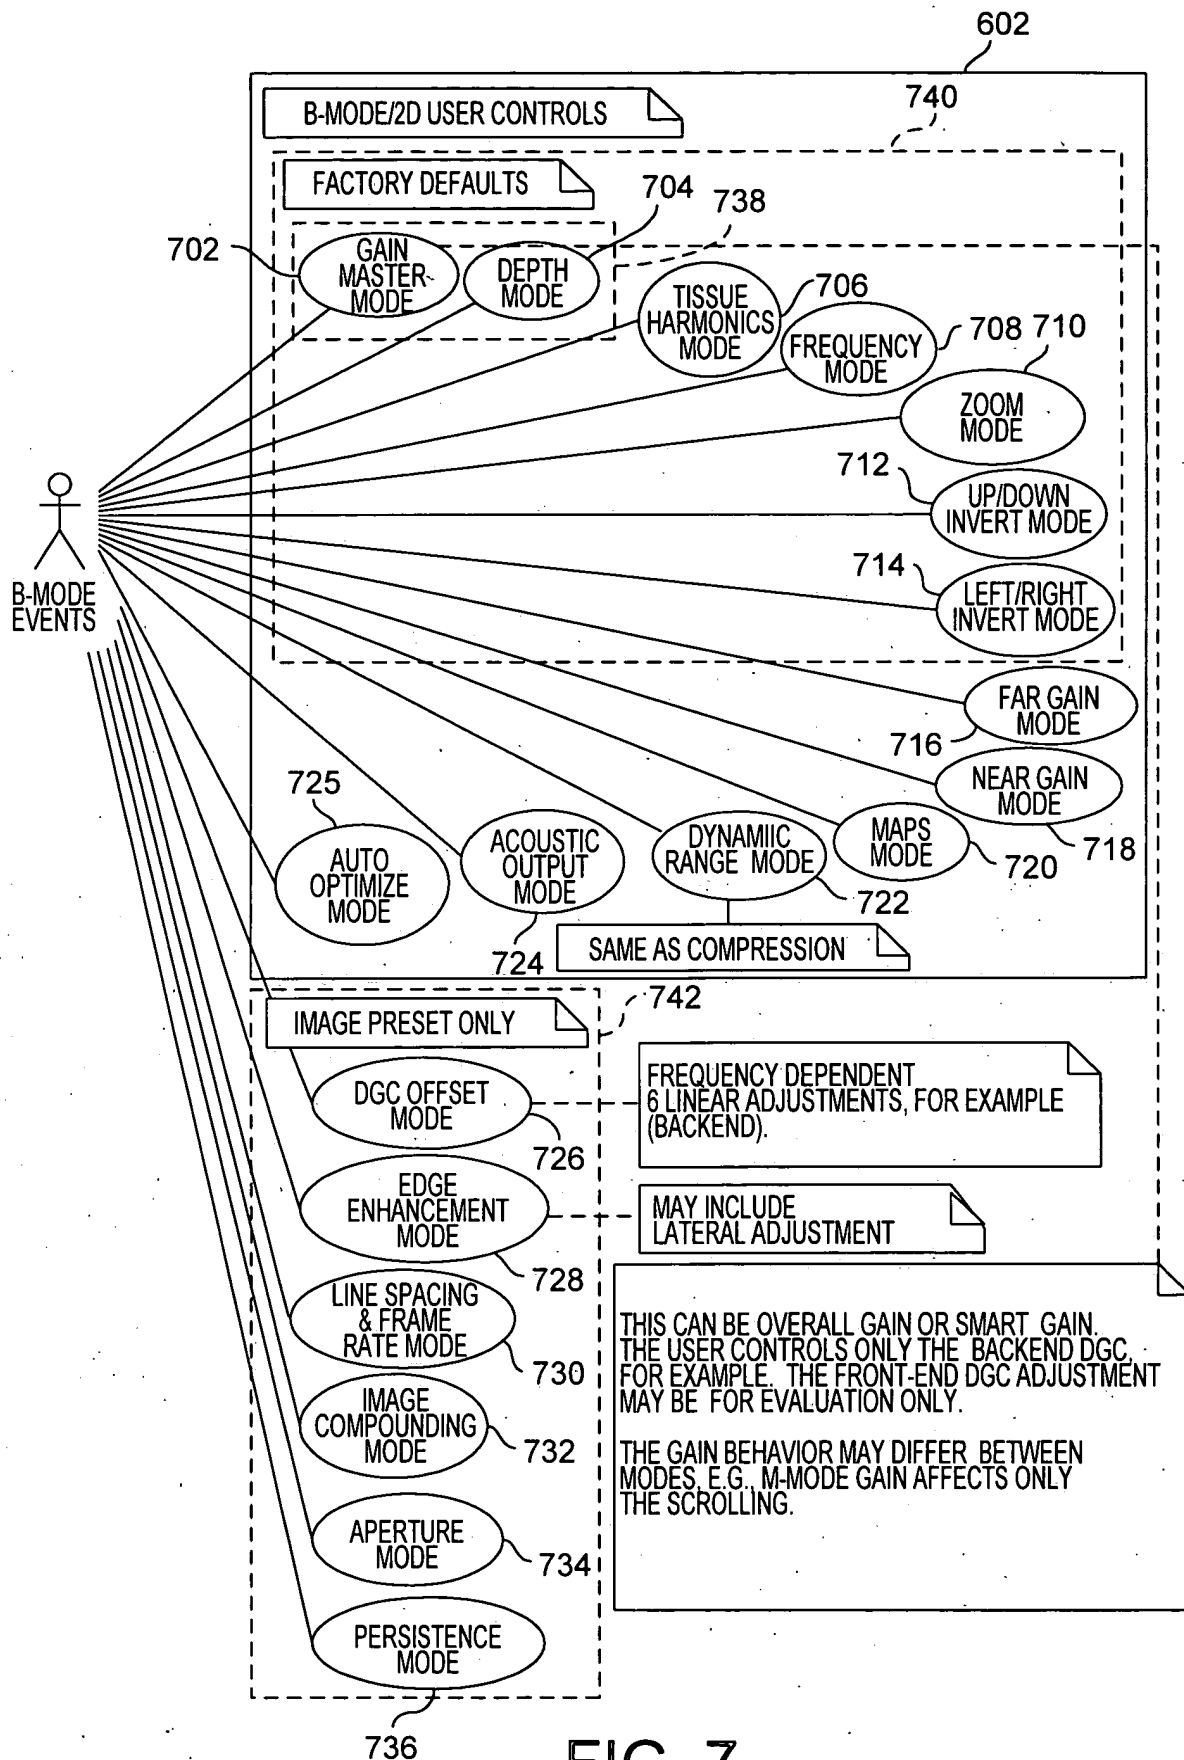 602
B-MODE/2D USER CONTROLS
740
FACTORY DEFAULTS
704
738
702
GAIN
MASTER-
MODE
DEPTH
MODE
TISSUE
HARMONICS
MODE
706
FREQUENCY
MODE
708
710
ZOOM
MODE
712
UP/DOWN
INVERT MODE
714
LEFT/RIGHT
INVERT MODE
B-MODE
EVENTS
FAR GAIN
MODE
716
NEAR GAIN
MODE
718
725
AUTO
OPTIMIZE
MODE
ACOUSTIC
OUTPUT
MODE
724
DYNAMIIC
RANGE MODE
722
MAPS
MODE
720
SAME AS COMPRESSION
742
IMAGE PRESET ONLY
DGC OFFSET
MODE
726
FREQUENCY DEPENDENT
6 LINEAR ADJUSTMENTS, FOR EXAMPLE
(BACKEND).
EDGE
ENHANCEMENT
MODE
728
MAY INCLUDE
LATERAL ADJUSTMENT
LINE SPACING
& FRAME
RATE MODE
730
THIS CAN BE OVERALL GAIN OR SMART GAIN.
THE USER CONTROLS ONLY THE BACKEND DGC,
FOR EXAMPLE. THE FRONT-END DGC ADJUSTMENT
MAY BE FOR EVALUATION ONLY.
THE GAIN BEHAVIOR MAY DIFFER BETWEEN
MODES, E.G., M-MODE GAIN AFFECTS ONLY
THE SCROLLING.
IMAGE
COMPOUNDING
MODE
732
APERTURE
MODE
734
PERSISTENCE
MODE
736
FIG. 7